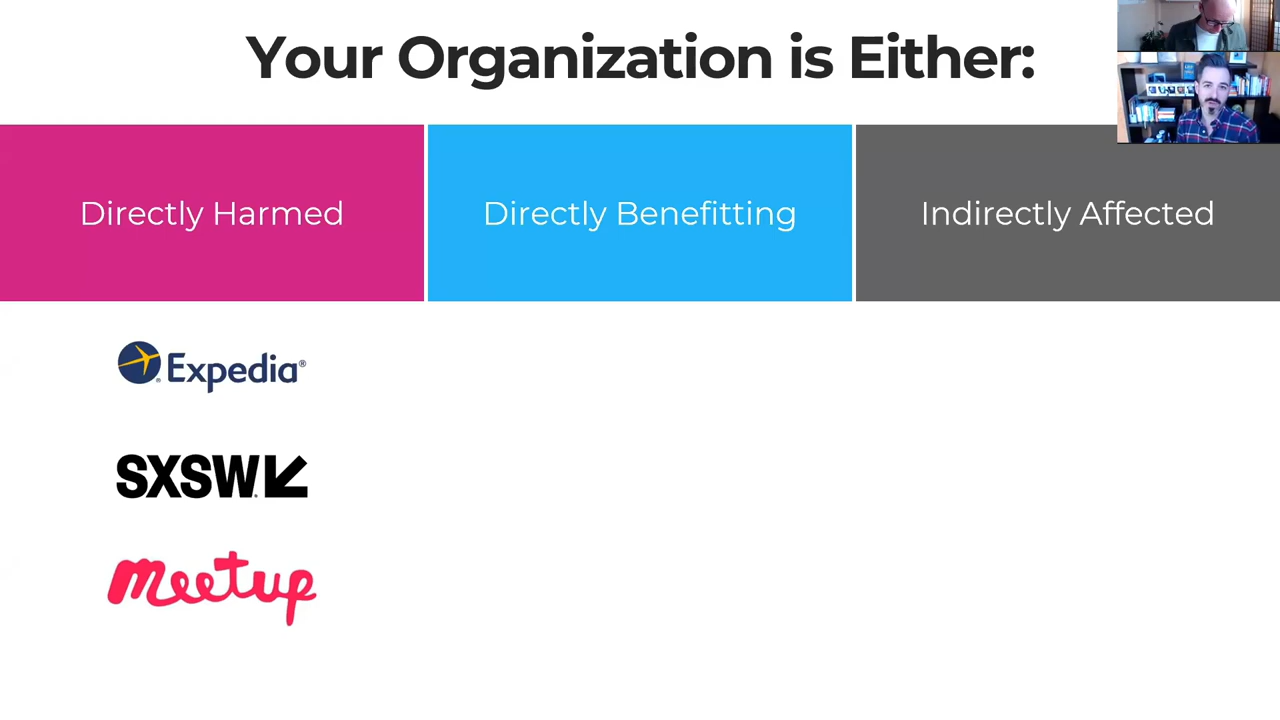 Your Organization is Either:
Directly Harmed
Directly Benefitting
Indirectly Affected
Expedia®
SXSW
meetup